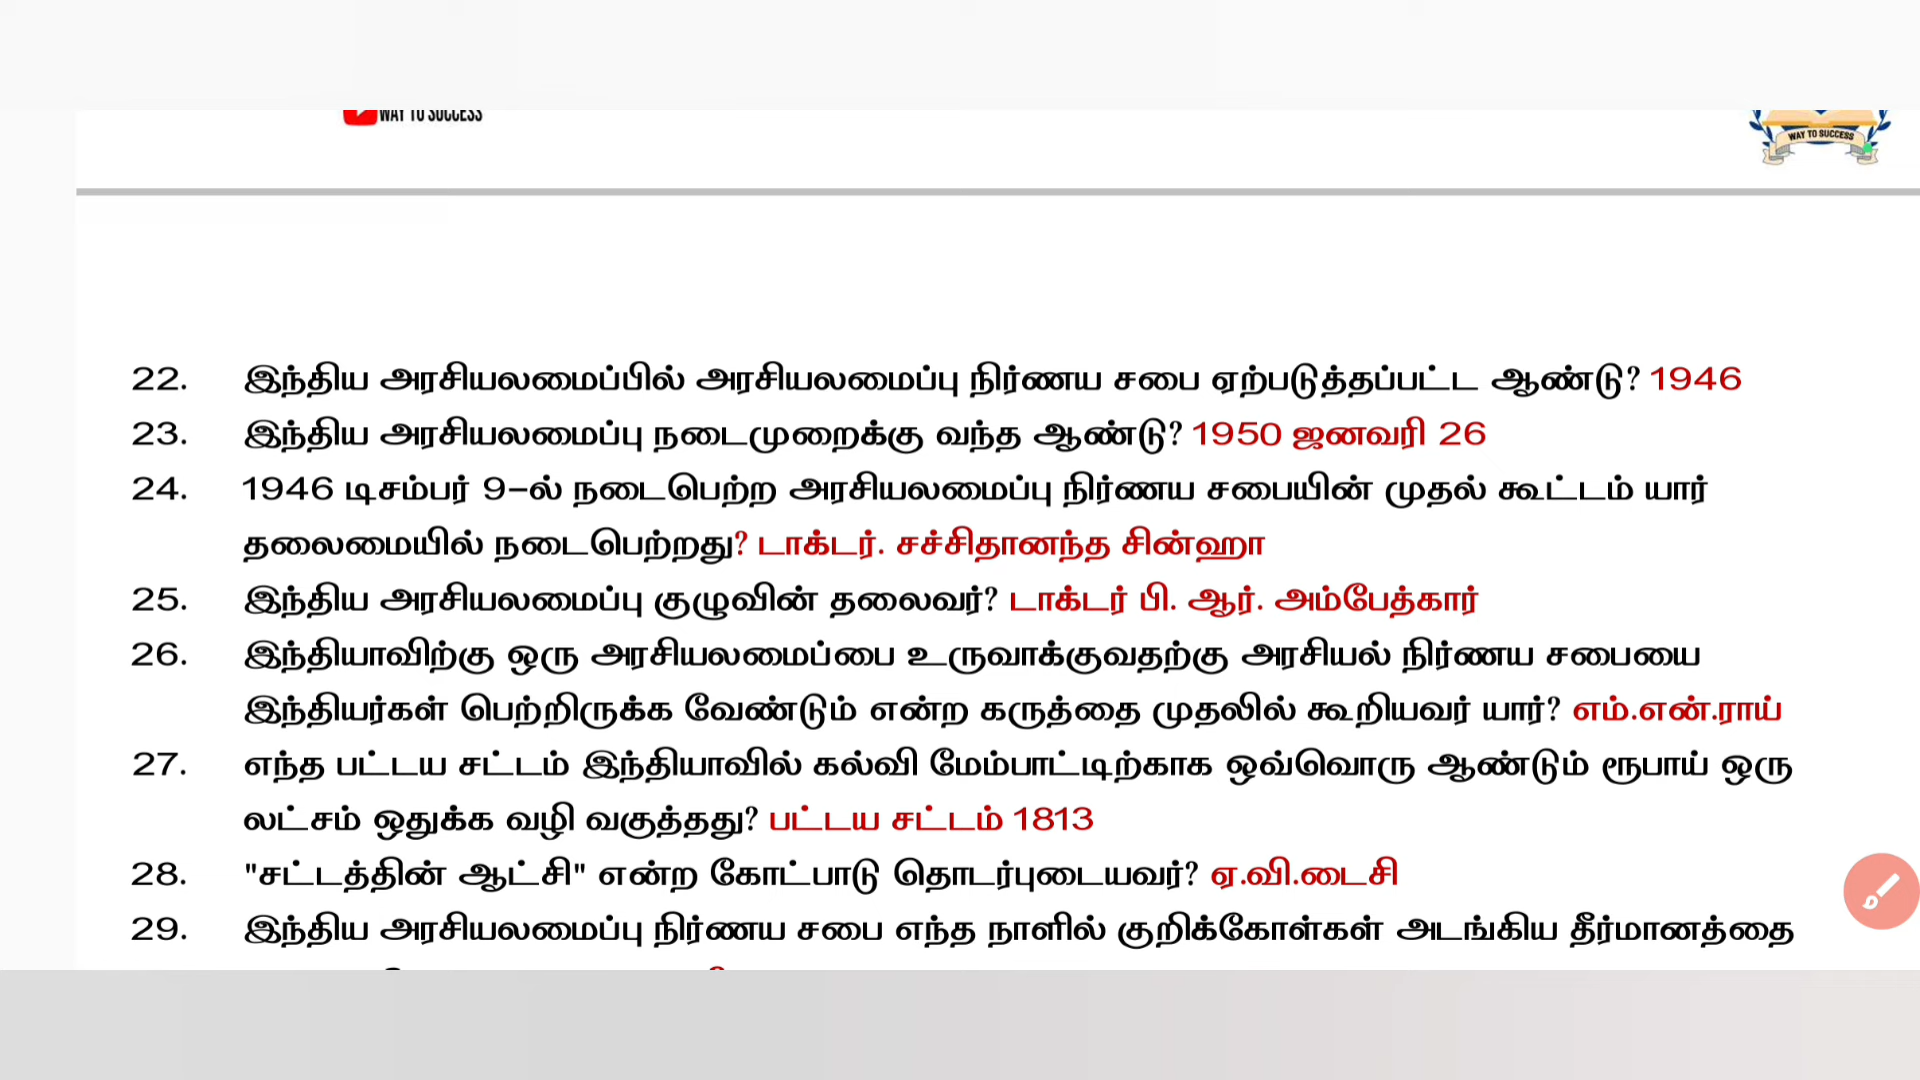 WAY TO SUCCESS
WAY TO SUCCESS
22. இந்திய அரசியலமைப்பில் அரசியலமைப்பு நிர்ணய சபை ஏற்படுத்தப்பட்ட ஆண்டு? 1946
23. இந்திய அரசியலமைப்பு நடைமுறைக்கு வந்த ஆண்டு? 1950 ஜனவரி 26
24. 1946 டிசம்பர் 9-ல் நடைபெற்ற அரசியலமைப்பு நிர்ணய சபையின் முதல் கூட்டம் யார்
தலைமையில் நடைபெற்றது? டாக்டர். சச்சிதானந்த சின்ஹா
25. இந்திய அரசியலமைப்பு குழுவின் தலைவர்? டாக்டர் பி. ஆர். அம்பேத்கார்
26. இந்தியாவிற்கு ஒரு அரசியலமைப்பை உருவாக்குவதற்கு அரசியல் நிர்ணய சபையை
இந்தியர்கள் பெற்றிருக்க வேண்டும் என்ற கருத்தை முதலில் கூறியவர் யார்? எம்.என்.ராய்
27. எந்த பட்டய சட்டம் இந்தியாவில் கல்வி மேம்பாட்டிற்காக ஒவ்வொரு ஆண்டும் ரூபாய் ஒரு
லட்சம் ஒதுக்க வழி வகுத்தது? பட்டய சட்டம் 1813
28. "சட்டத்தின் ஆட்சி" என்ற கோட்பாடு தொடர்புடையவர்? ஏ.வி.டைசி
29. இந்திய அரசியலமைப்பு நிர்ணய சபை எந்த நாளில் குறிக்கோள்கள் அடங்கிய தீர்மானத்தை